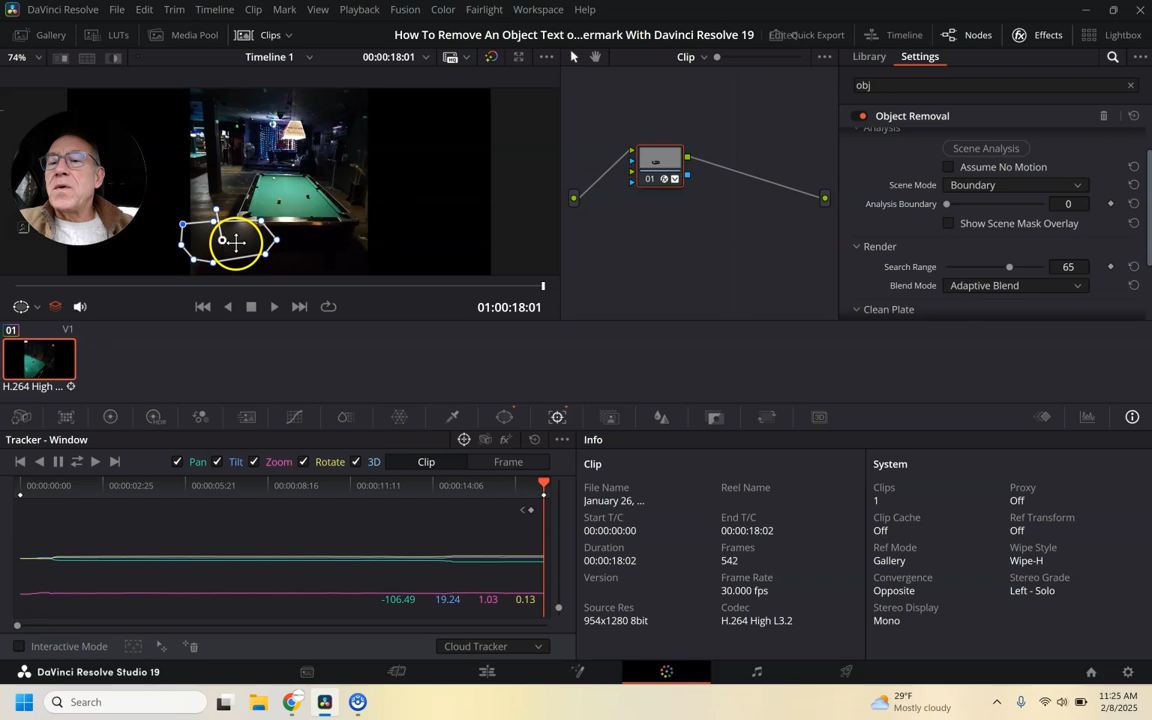 DaVinci Resolve File Edit Trim Timeline Clip Mark View Playback Fusion Color Fairlight Workspace Help
Gallery LUTs Media Pool Clips How To Remove An Object Text o...ermark With Davinci Resolve 19 Quick Export Timeline Nodes Effects Lightbox
74% Timeline 1 00:00:18:01 Clip Library Settings
obj
Object Removal
Analysis
Scene Analysis
Assume No Motion
Scene Mode Boundary
Analysis Boundary 0
Show Scene Mask Overlay
Render
Search Range 65
Blend Mode Adaptive Blend
Clean Plate
01
01:00:18:01
01 V1
H.264 High ...
Tracker - Window Info
Pan Tilt Zoom Rotate 3D Clip Frame
00:00:00:00 00:00:02:25 00:00:05:21 00:00:08:16 00:00:11:11 00:00:14:06
-106.49 19.24 1.03 0.13
Interactive Mode Cloud Tracker
Clip
File Name Reel Name
January 26, ...
Start T/C End T/C
00:00:00:00 00:00:18:02
Duration Frames
00:00:18:02 542
Version Frame Rate
30.000 fps
Source Res Codec
954x1280 8bit H.264 High L3.2
System
Clips Proxy
1 Off
Clip Cache Ref Transform
Off Off
Ref Mode Wipe Style
Gallery Wipe-H
Convergence Stereo Grade
Opposite Left - Solo
Stereo Display
Mono
DaVinci Resolve Studio 19
Search
29°F
Mostly cloudy
11:25 AM
2/8/2025